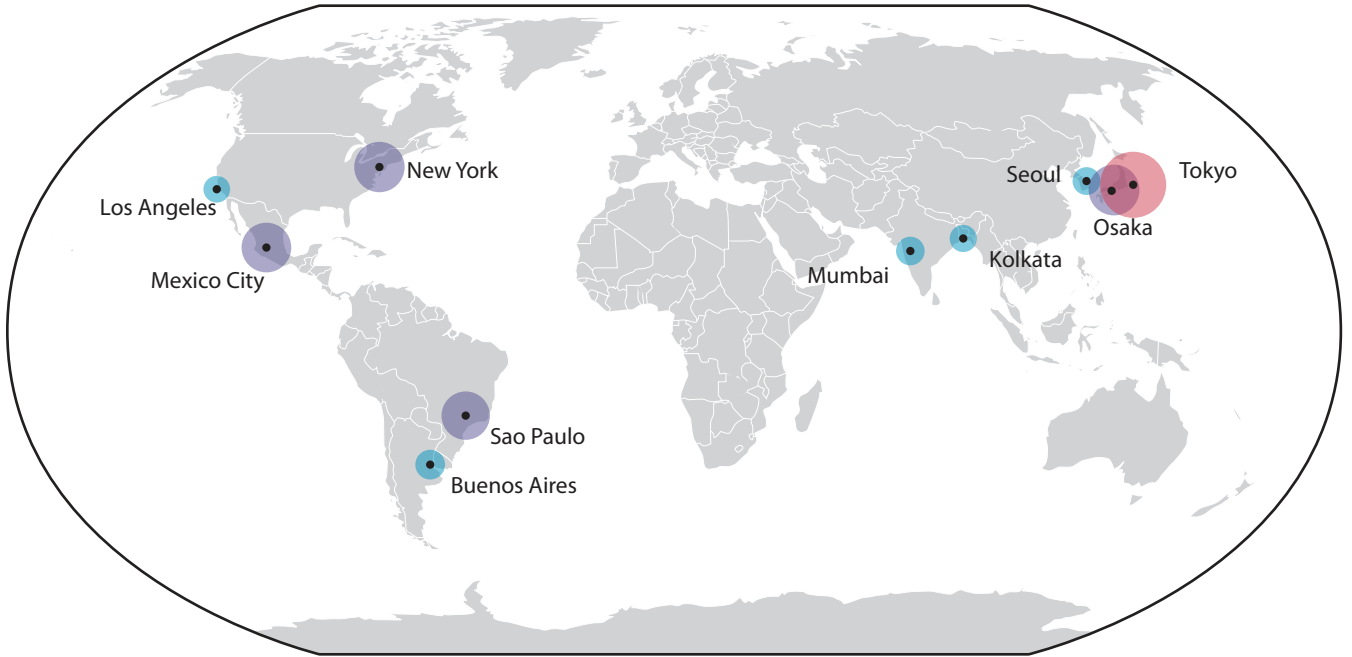 New York
Seoul
Tokyo
Los Angeles
Osaka
Mexico City
Mumbai
Kolkata
Sao Paulo
Buenos Aires